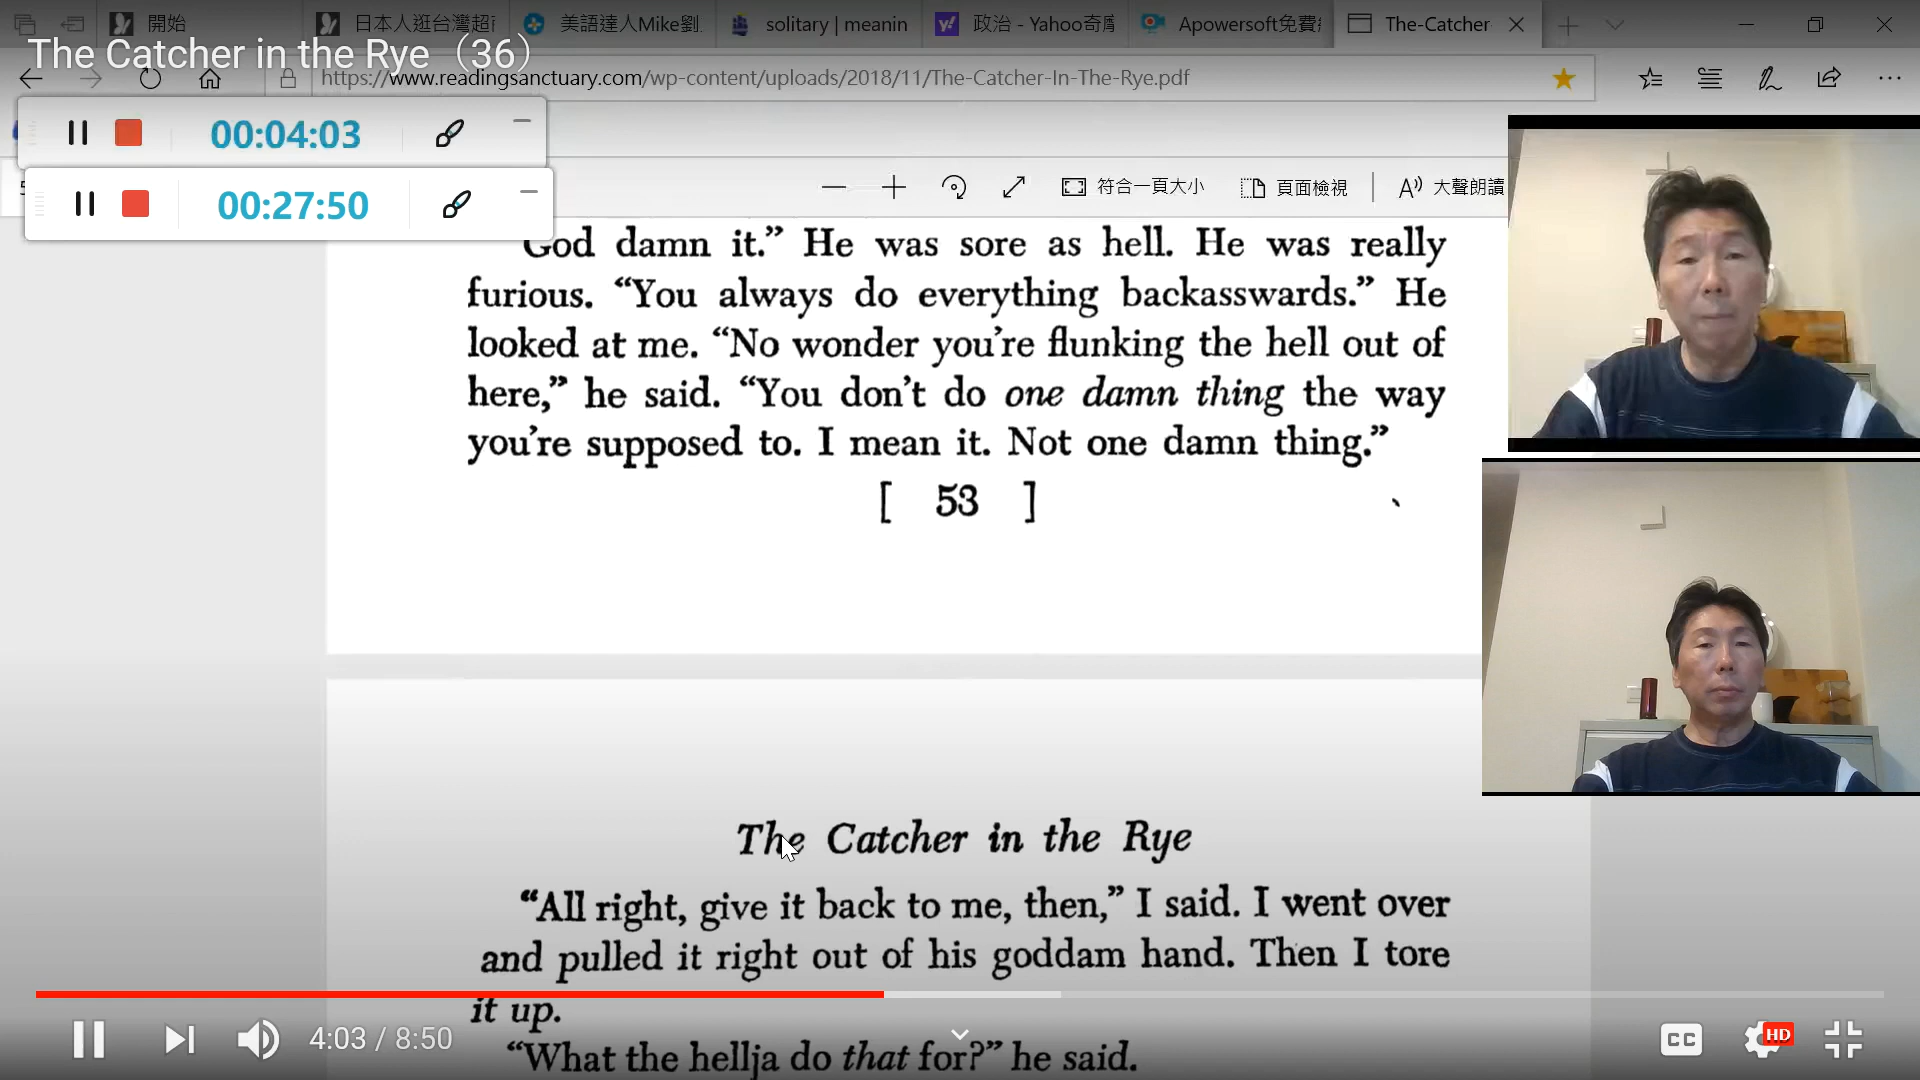 開始
日本人逛台灣超
美語達人Mike劉
solitary | meanin
政治 - Yahoo奇
Apowersoft免費
The-Catcher
The Catcher in the Rye（36）
https://www.readingsanctuary.com/wp-content/uploads/2018/11/The-Catcher-In-The-Rye.pdf
00:04:03
00:27:50
符合一頁大小
頁面檢視
大聲朗讀
God damn it.” He was sore as hell. He was really
furious. “You always do everything backasswards.” He
looked at me. “No wonder you’re flunking the hell out of
here,” he said. “You don’t do one damn thing the way
you’re supposed to. I mean it. Not one damn thing.”
[ 53 ]
The Catcher in the Rye
“All right, give it back to me, then,” I said. I went over
and pulled it right out of his goddam hand. Then I tore
it up.
“What the hellja do that for?” he said.
4:03 / 8:50
CC
HD